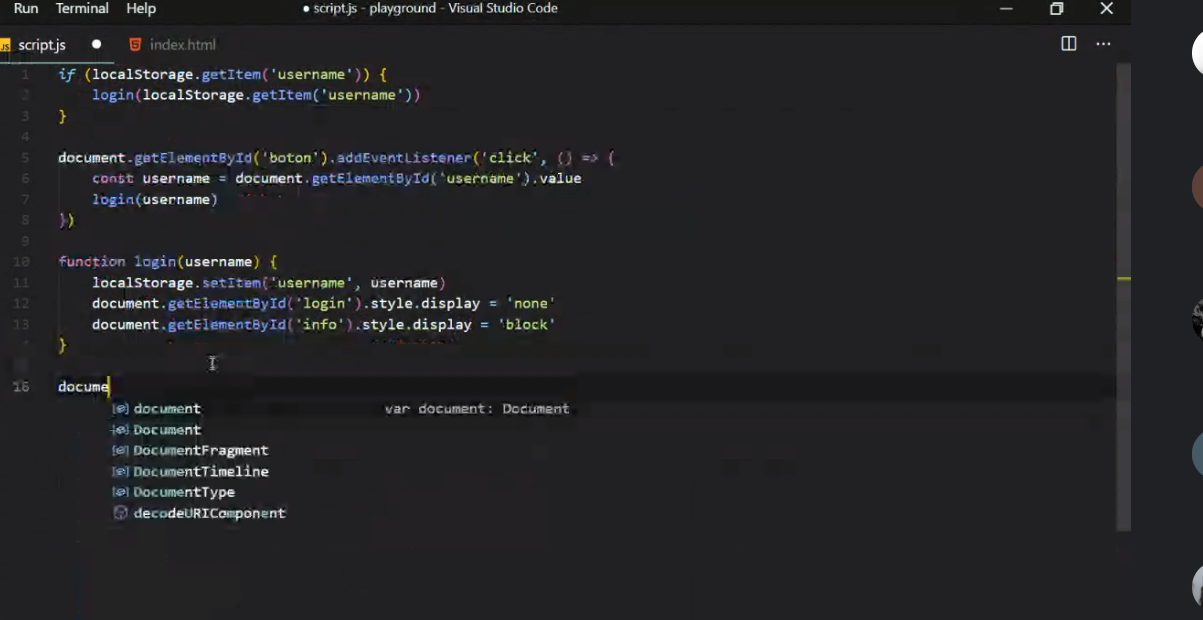 Run Terminal Help ● script.js - playground - Visual Studio Code
JS script.js ● index.html ...
1 if (localStorage.getItem('username')) {
2 login(localStorage.getItem('username'))
3 }
4
5 document.getElementById('boton').addEventListener('click', () => {
6 const username = document.getElementById('username').value
7 login(username)
8 })
9
10 function login(username) {
11 localStorage.setItem('username', username)
12 document.getElementById('login').style.display = 'none'
13 document.getElementById('info').style.display = 'block'
}
16 docume
document var document: Document
Document
DocumentFragment
DocumentTimeline
DocumentType
decodeURIComponent